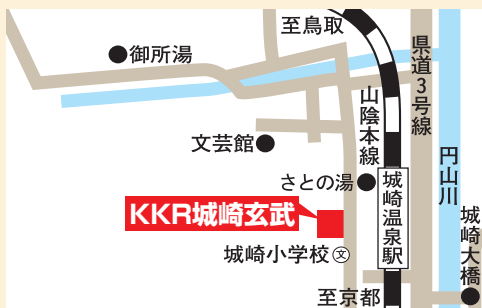 至鳥取
御所湯
県道3号線
山陰本線
文芸館
円山川
さとの湯
城崎温泉駅
KKR城崎玄武
城崎大橋
城崎小学校 文
至京都